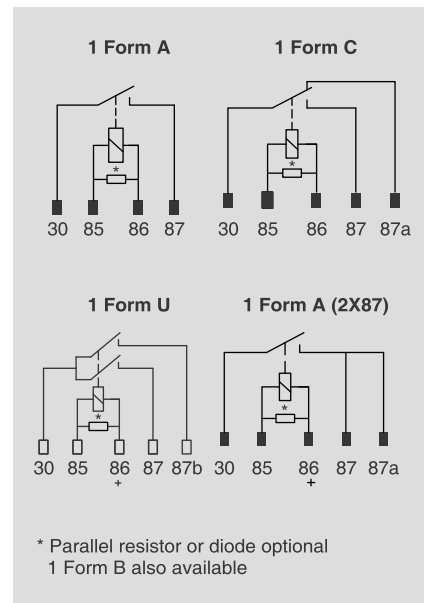 1 Form A 1 Form C
*
*
30 85 86 87 30 85 86 87 87a
1 Form U 1 Form A (2X87)
*
*
30 85 86 87 87b 30 85 86 87 87a
+ +
* Parallel resistor or diode optional
1 Form B also available